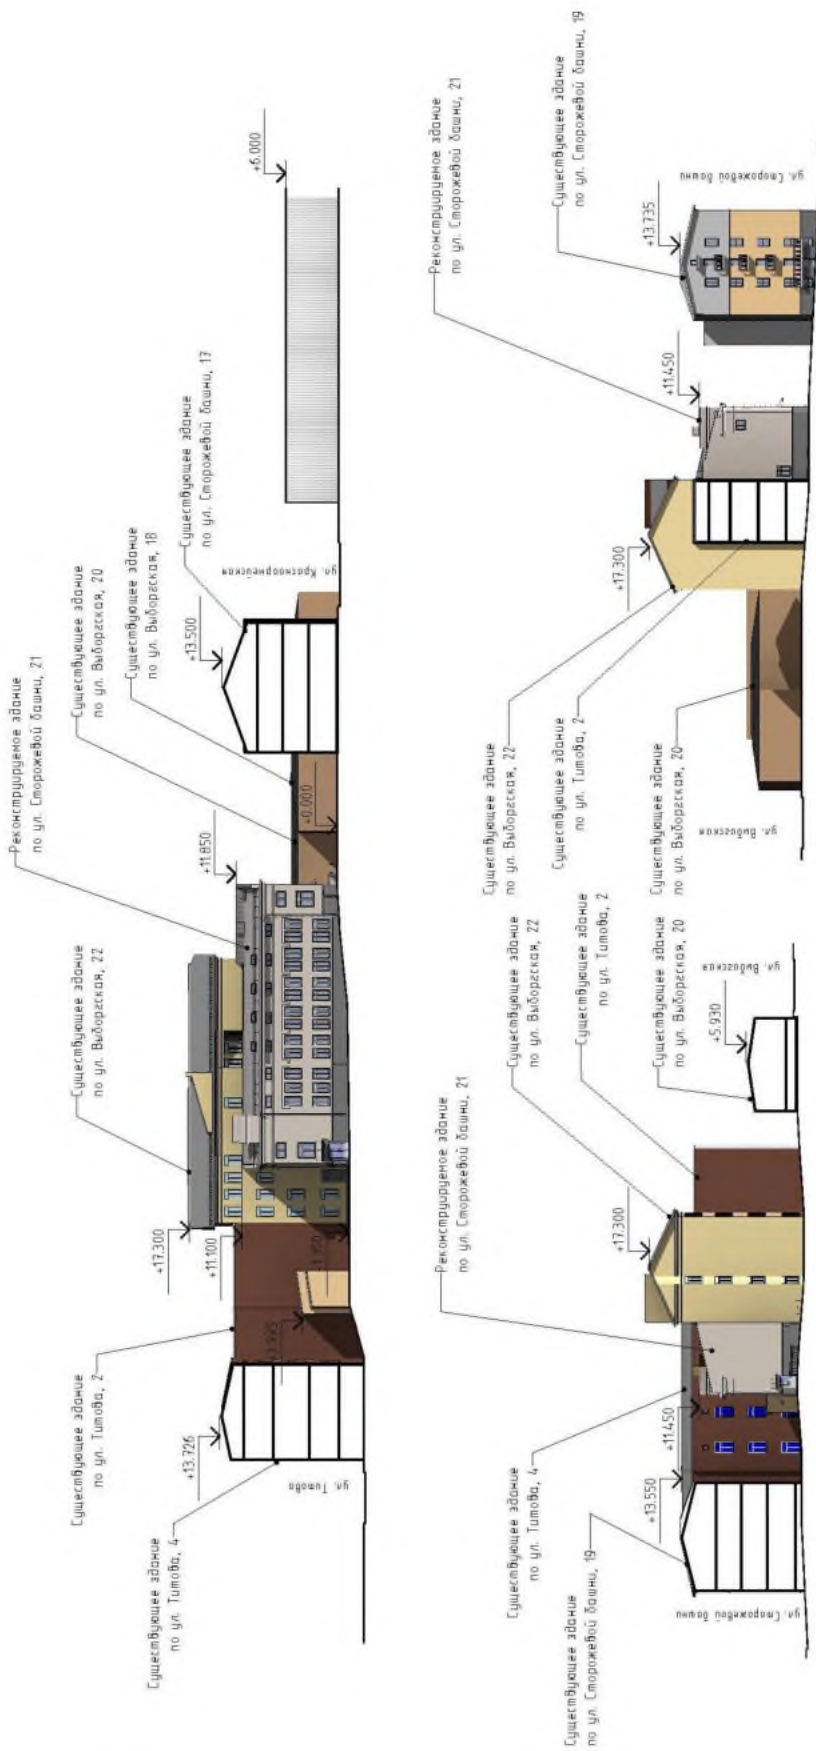 Существующее здание
по ул. Титова, 4
Существующее здание
по ул. Титова, 2
Существующее здание
по ул. Выборгская, 22
Реконструируемое здание
по ул. Сторожевой башни, 21
Существующее здание
по ул. Выборгская, 20
Существующее здание
по ул. Выборгская, 18
Существующее здание
по ул. Сторожевой башни, 17
ул. Титова
+13.726
+17.300
+11.100
+11.850
+0.000
+13.500
ул. Красноармейская
+6.000
Существующее здание
по ул. Сторожевой башни, 19
Существующее здание
по ул. Титова, 4
Реконструируемое здание
по ул. Сторожевой башни, 21
Существующее здание
по ул. Выборгская, 22
Существующее здание
по ул. Титова, 2
Существующее здание
по ул. Выборгская, 20
ул. Сторожевой башни
+13.550
+11.450
+17.300
+5.930
ул. Выборгская
Существующее здание
по ул. Выборгская, 22
Существующее здание
по ул. Титова, 2
Существующее здание
по ул. Выборгская, 20
Реконструируемое здание
по ул. Сторожевой башни, 21
Существующее здание
по ул. Сторожевой башни, 19
ул. Выборгская
+17.300
+11.450
+13.735
ул. Сторожевой башни